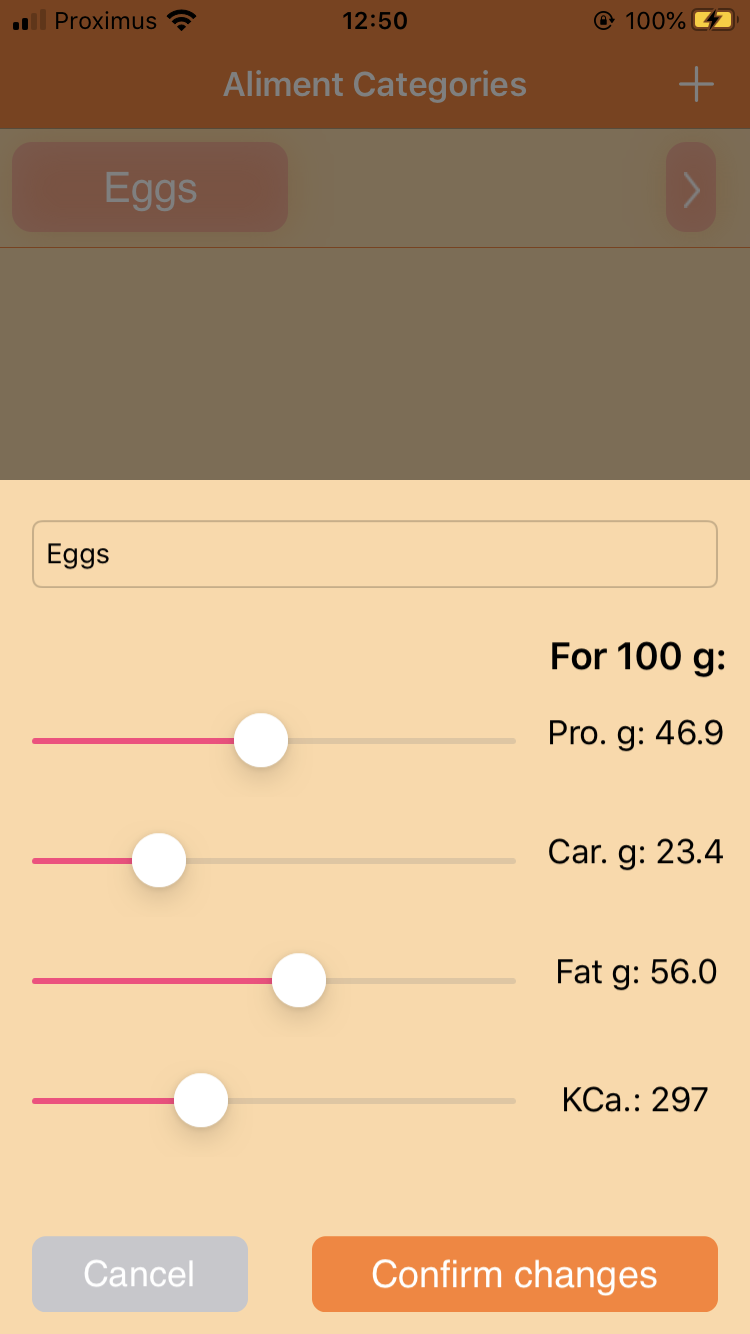 Proximus 12:50 100%
Aliment Categories
Eggs
Eggs
For 100 g:
Pro. g: 46.9
Car. g: 23.4
Fat g: 56.0
KCa.: 297
Cancel Confirm changes